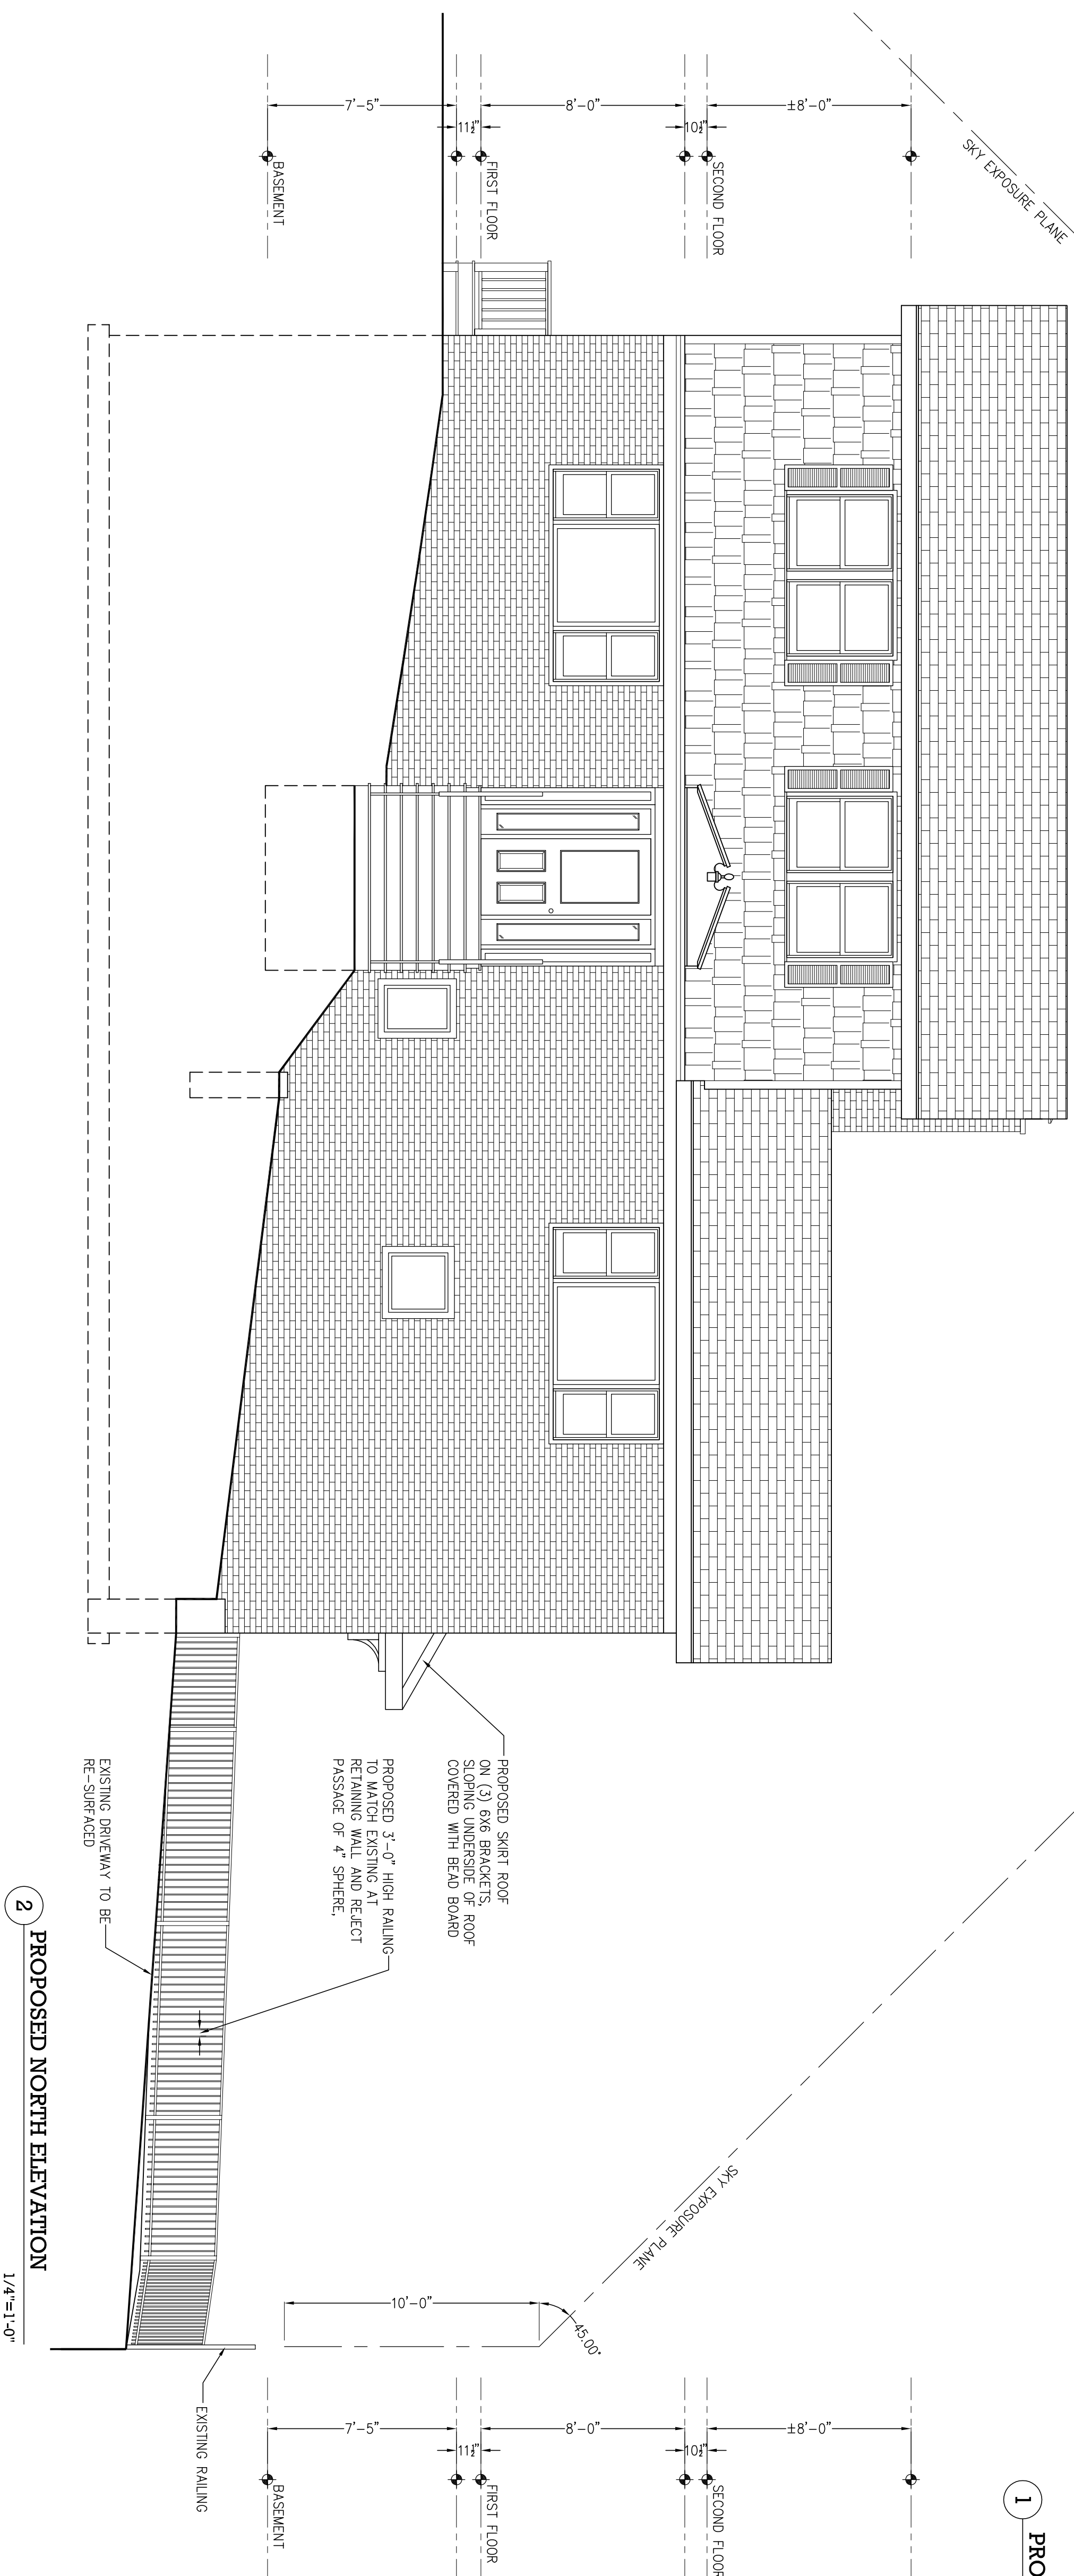 SKY EXPOSURE PLANE
±8'-0"
10½"
8'-0"
11½"
7'-5"
SECOND FLOOR
FIRST FLOOR
BASEMENT
PROPOSED SKIRT ROOF
ON (3) 6X6 BRACKETS,
SLOPING UNDERSIDE OF ROOF
COVERED WITH BEAD BOARD
PROPOSED 3'-0" HIGH RAILING
TO MATCH EXISTING AT
RETAINING WALL AND REJECT
PASSAGE OF 4" SPHERE,
EXISTING DRIVEWAY TO BE
RE-SURFACED
SKY EXPOSURE PLANE
45.00°
10'-0"
EXISTING RAILING
±8'-0"
10½"
8'-0"
11½"
7'-5"
SECOND FLOOR
FIRST FLOOR
BASEMENT
2 PROPOSED NORTH ELEVATION
1/4"=1'-0"
1 PRO